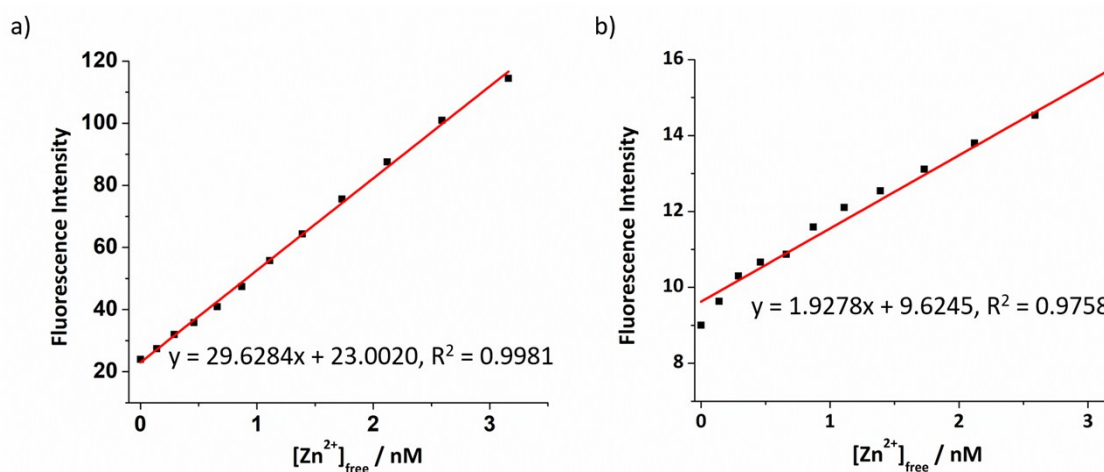 a)
Fluorescence Intensity
120
100
80
60
40
20
y = 29.6284x + 23.0020, R² = 0.9981
0 1 2 3
[Zn²⁺]free / nM
b)
Fluorescence Intensity
16
14
12
10
8
y = 1.9278x + 9.6245, R² = 0.9758
0 1 2 3
[Zn²⁺]free / nM